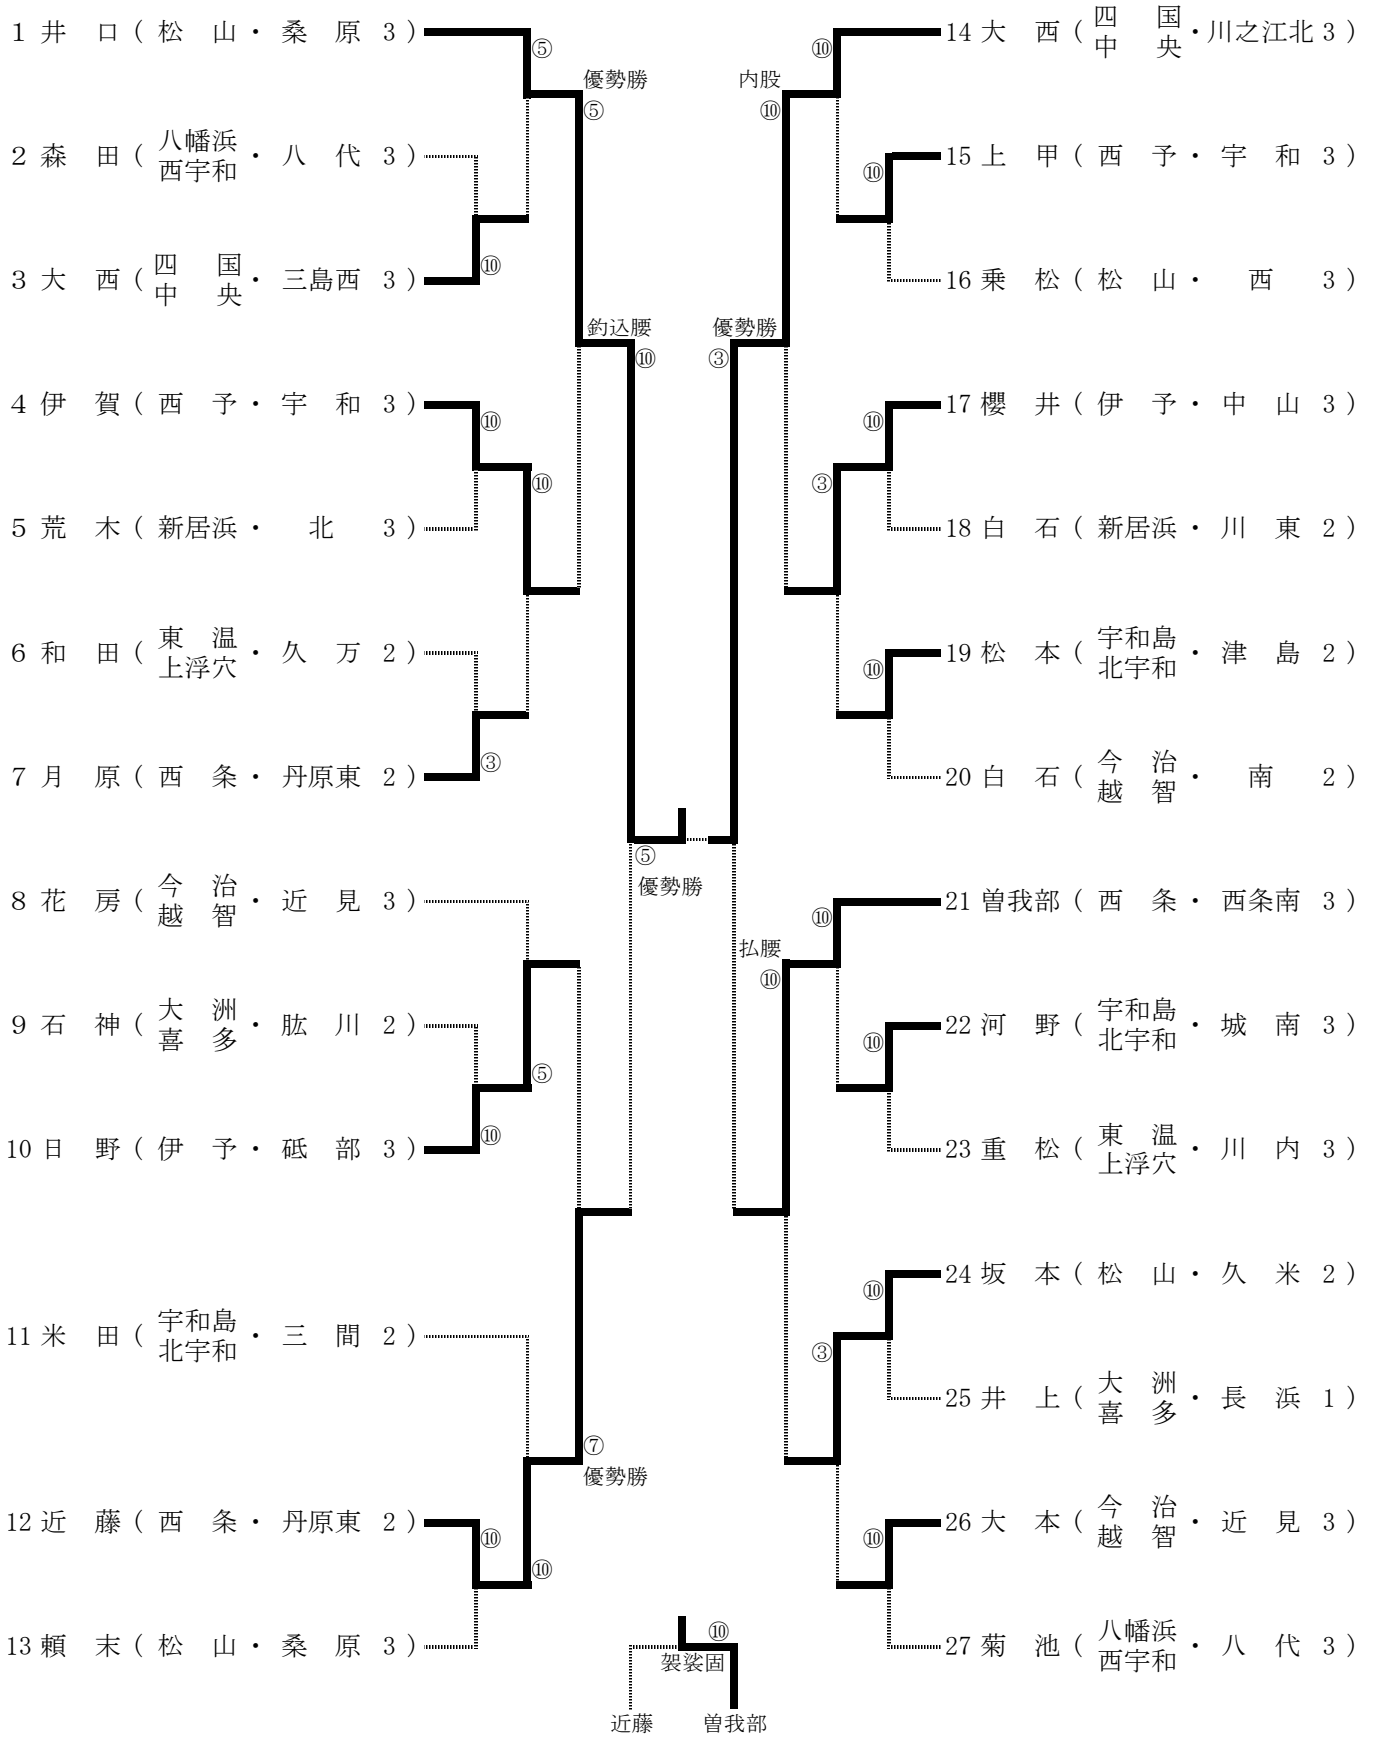 1 井 口 ( 松 山 ・ 桑 原 3 )
⑤
優勢勝
⑤
2 森 田 ( 八幡浜 西宇和 ・ 八 代 3 )
3 大 西 ( 四 国 中 央 ・ 三島西 3 )
⑩
釣込腰
⑩
4 伊 賀 ( 西 予 ・ 宇 和 3 )
⑩
⑩
5 荒 木 ( 新居浜 ・ 北 3 )
6 和 田 ( 東 温 上浮穴 ・ 久 万 2 )
7 月 原 ( 西 条 ・ 丹原東 2 )
③
⑤
優勢勝
8 花 房 ( 今 治 越 智 ・ 近 見 3 )
9 石 神 ( 大 洲 喜 多 ・ 肱 川 2 )
⑤
10 日 野 ( 伊 予 ・ 砥 部 3 )
⑩
11 米 田 ( 宇和島 北宇和 ・ 三 間 2 )
⑦
優勢勝
12 近 藤 ( 西 条 ・ 丹原東 2 )
⑩
⑩
13 頼 末 ( 松 山 ・ 桑 原 3 )
14 大 西 ( 四 国 中 央 ・ 川之江北 3 )
⑩
内股
⑩
15 上 甲 ( 西 予 ・ 宇 和 3 )
⑩
16 乗 松 ( 松 山 ・ 西 3 )
優勢勝
③
17 櫻 井 ( 伊 予 ・ 中 山 3 )
⑩
③
18 白 石 ( 新居浜 ・ 川 東 2 )
19 松 本 ( 宇和島 北宇和 ・ 津 島 2 )
⑩
20 白 石 ( 今 治 越 智 ・ 南 2 )
21 曽我部 ( 西 条 ・ 西条南 3 )
⑩
払腰
⑩
22 河 野 ( 宇和島 北宇和 ・ 城 南 3 )
⑩
23 重 松 ( 東 温 上浮穴 ・ 川 内 3 )
24 坂 本 ( 松 山 ・ 久 米 2 )
⑩
③
25 井 上 ( 大 洲 喜 多 ・ 長 浜 1 )
26 大 本 ( 今 治 越 智 ・ 近 見 3 )
⑩
27 菊 池 ( 八幡浜 西宇和 ・ 八 代 3 )
⑩
袈裟固
近藤 曽我部